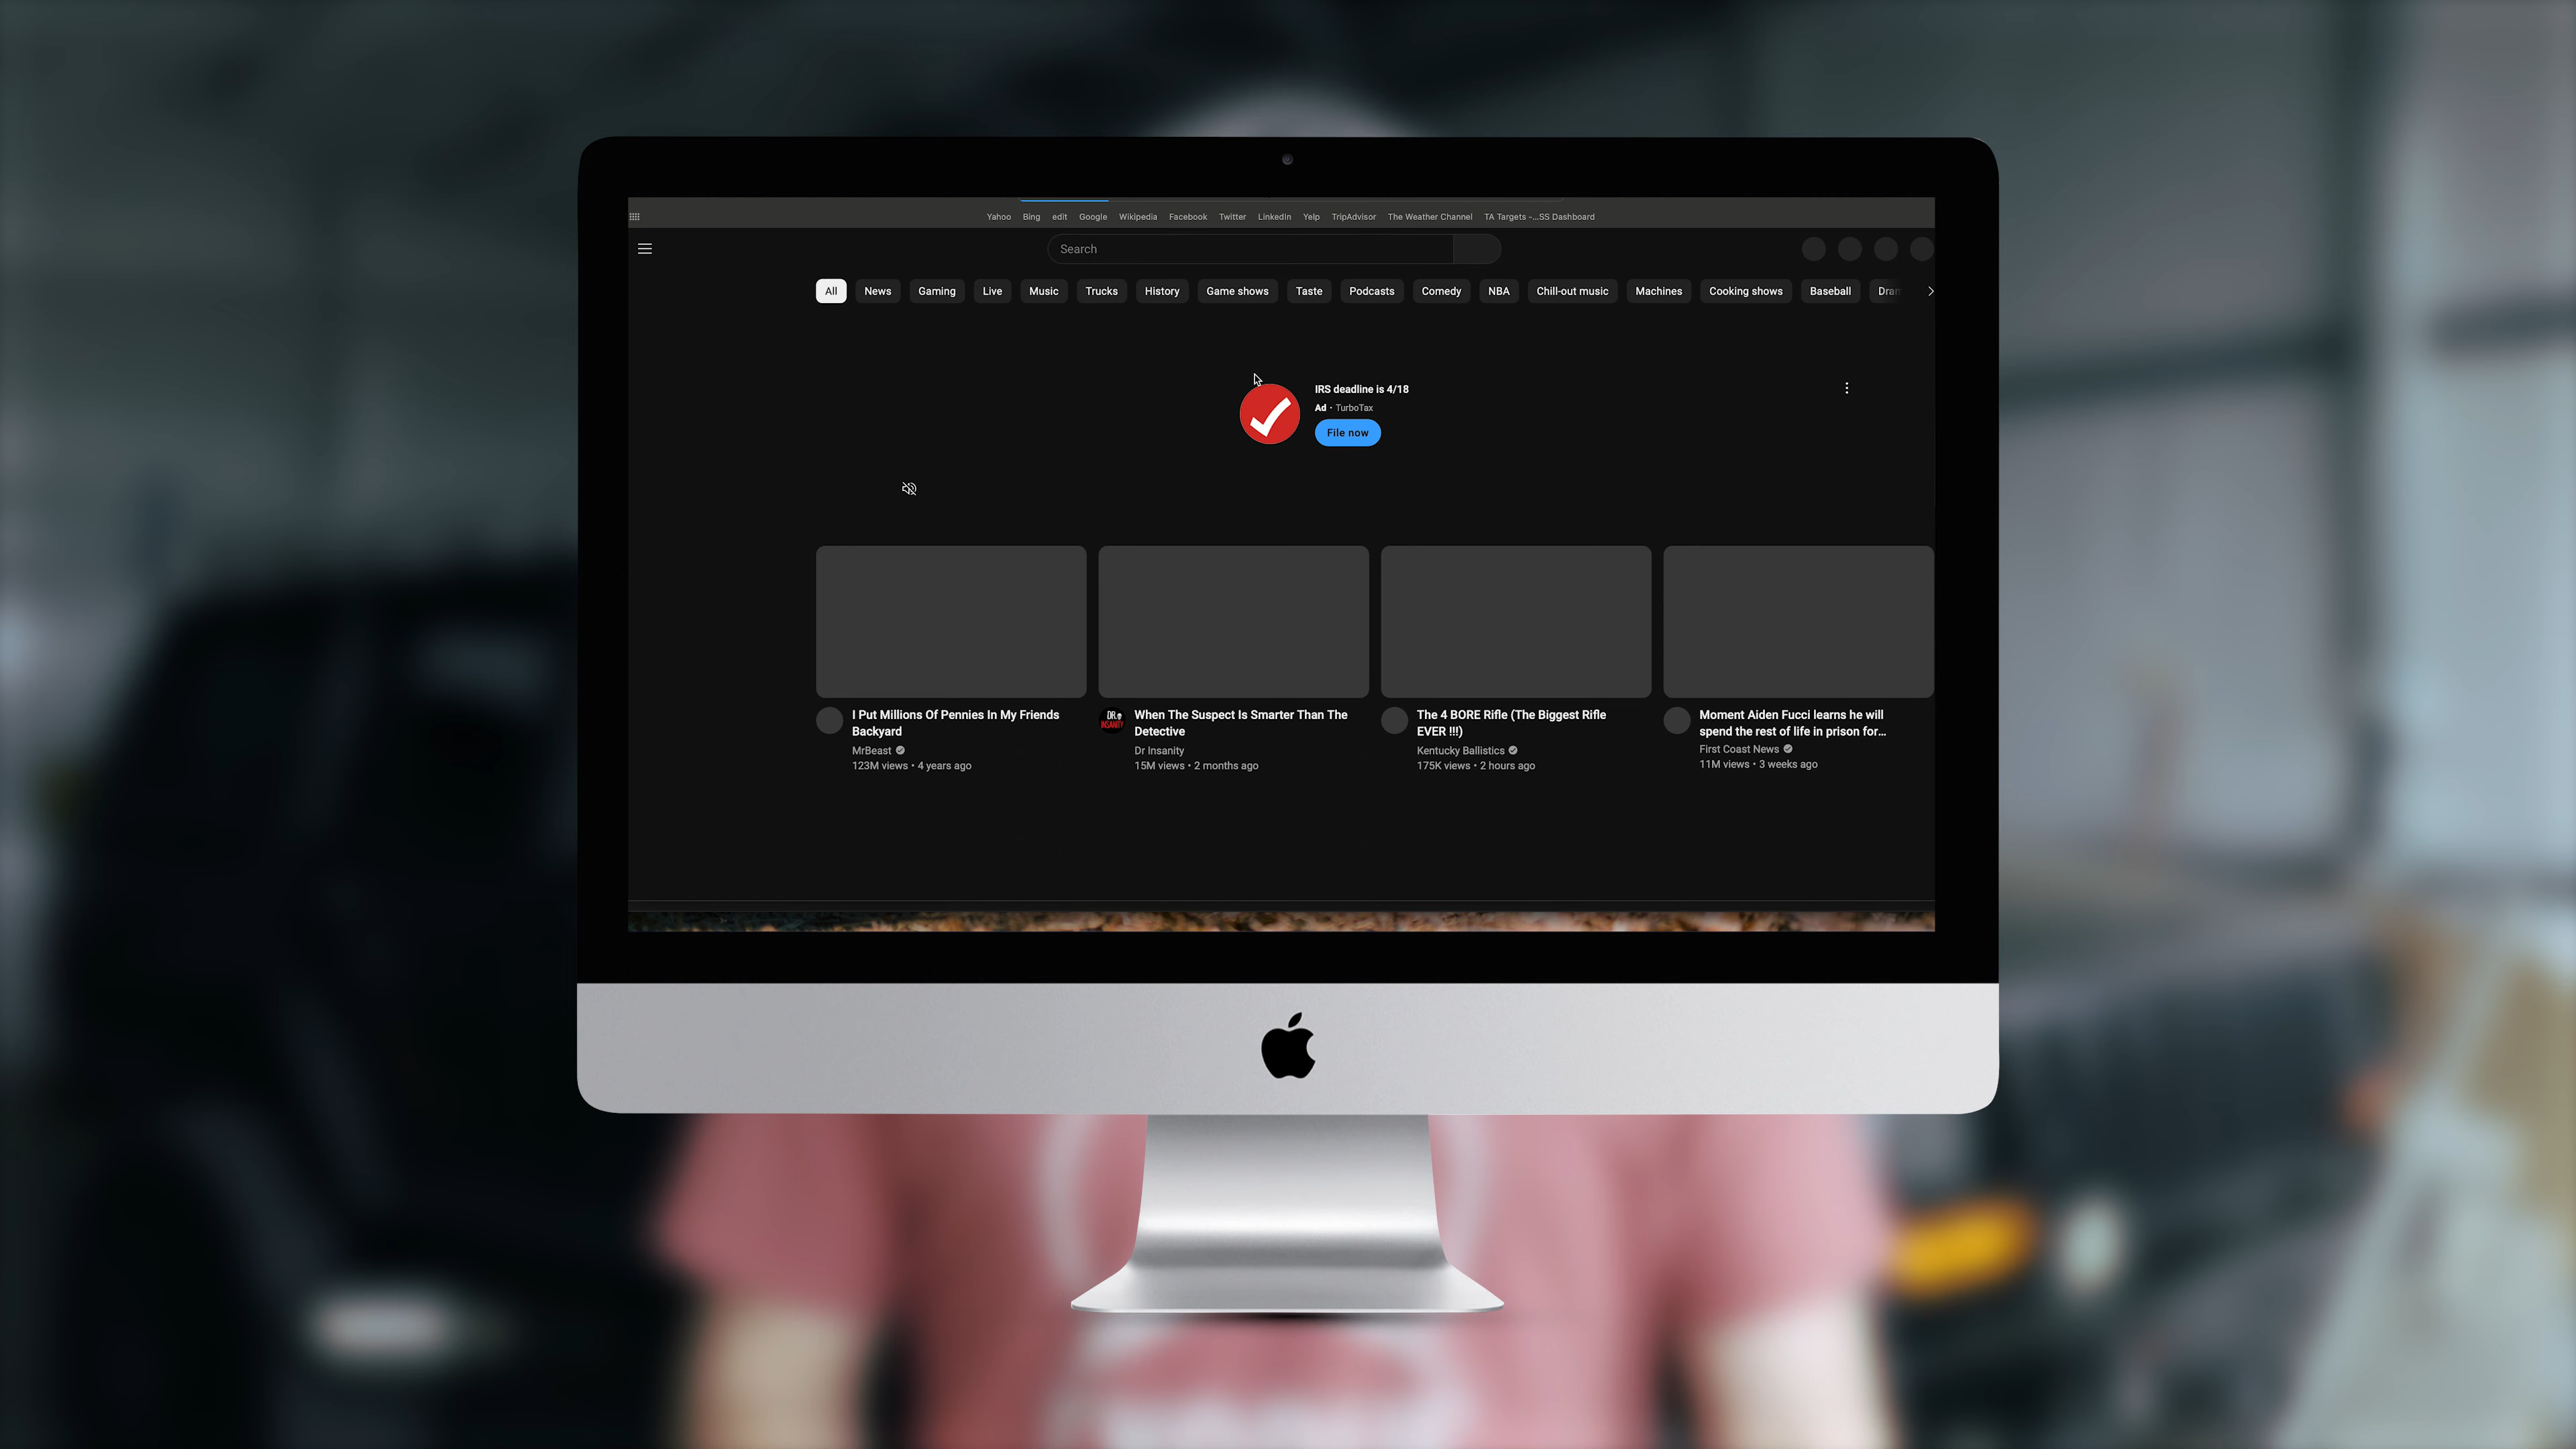 Yahoo Bing edit Google Wikipedia Facebook Twitter LinkedIn Yelp TripAdvisor The Weather Channel TA Targets -...SS Dashboard
Search
All News Gaming Live Music Trucks History Game shows Taste Podcasts Comedy NBA Chill-out music Machines Cooking shows Baseball
IRS deadline is 4/18
Ad · TurboTax
File now
I Put Millions Of Pennies In My Friends
Backyard
MrBeast
123M views • 4 years ago
DR.
INSANITY
When The Suspect Is Smarter Than The
Detective
Dr Insanity
15M views • 2 months ago
The 4 BORE Rifle (The Biggest Rifle
EVER !!!)
Kentucky Ballistics
175K views • 2 hours ago
Moment Aiden Fucci learns he will
spend the rest of life in prison for...
First Coast News
11M views • 3 weeks ago